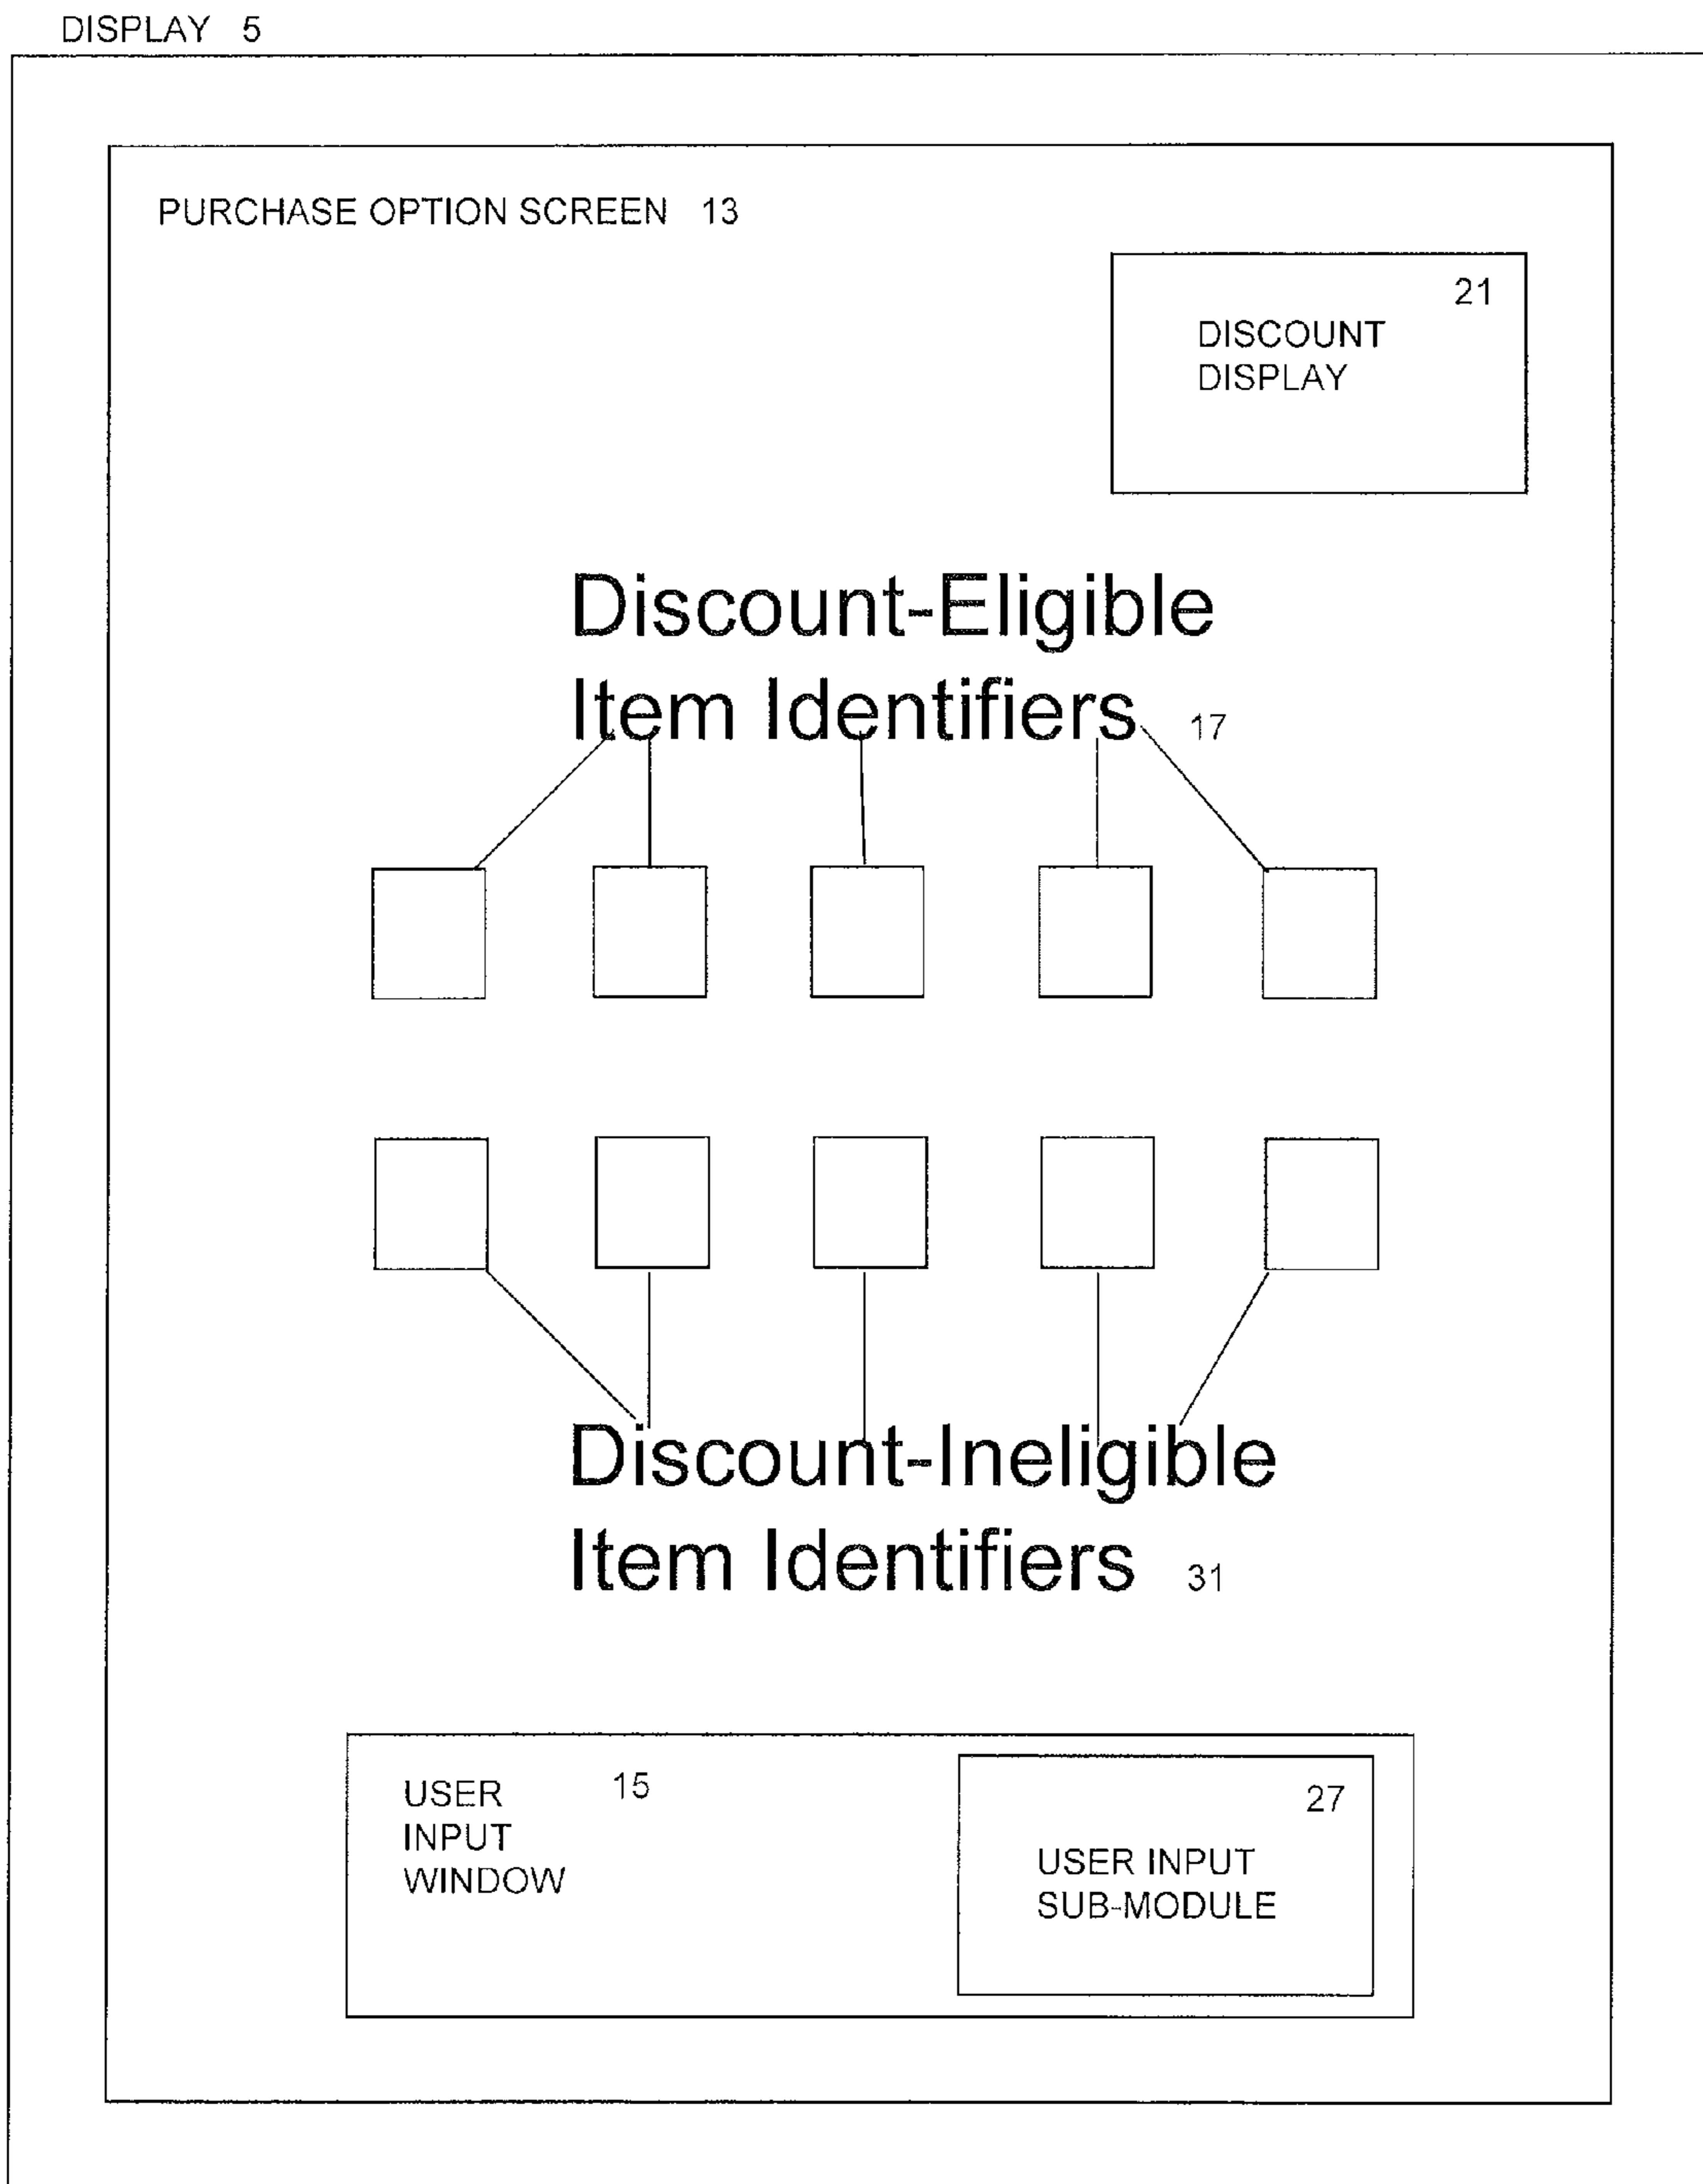 DISPLAY 5
PURCHASE OPTION SCREEN 13
21
DISCOUNT
DISPLAY
Discount-Eligible
Item Identifiers 17
Discount-Ineligible
Item Identifiers 31
USER 15
INPUT
WINDOW
27
USER INPUT
SUB-MODULE